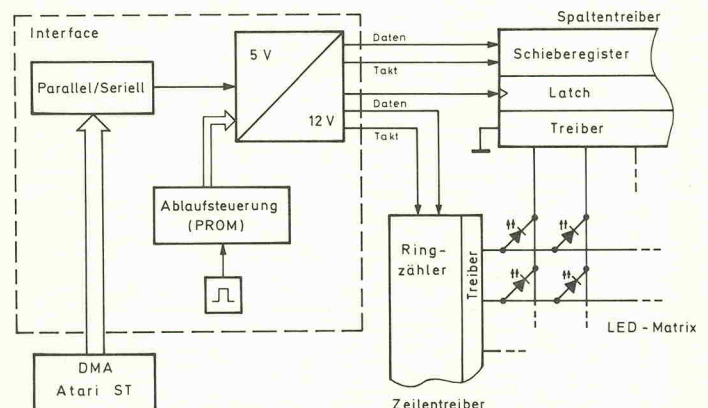 Spaltentreiber
Interface
Daten
5 V
Schieberegister
Takt
Parallel/Seriell
Latch
Daten
12 V
Takt
Treiber
Ablaufsteuerung
(PROM)
Ring-
zähler
Treiber
LED - Matrix
DMA
Atari ST
Zeilentreiber